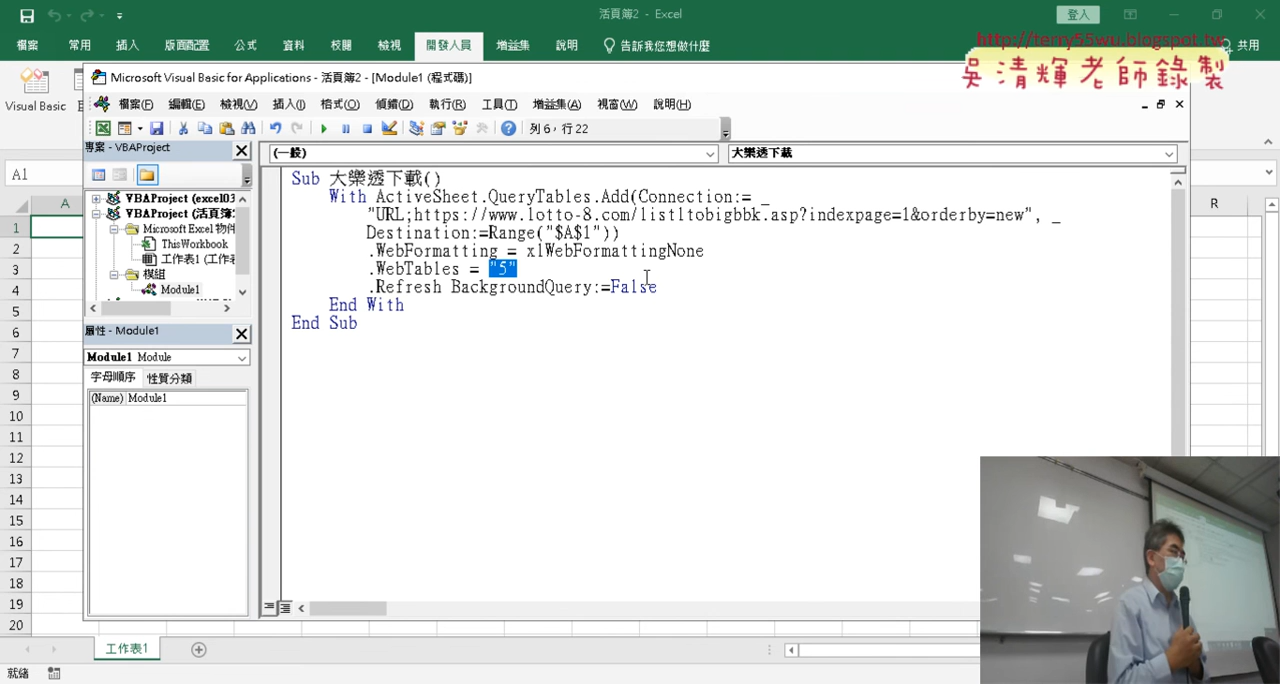 活頁簿2 - Excel
登入
檔案 常用 插入 版面配置 公式 資料 校閱 檢視 開發人員 增益集 說明 告訴我您想做什麼 共用
http://terry55wu.blogspot.tw
吳清輝老師錄製
Visual Basic
Microsoft Visual Basic for Applications - 活頁簿2 - [Module1 (程式碼)]
檔案(F) 編輯(E) 檢視(V) 插入(I) 格式(O) 偵錯(D) 執行(R) 工具(T) 增益集(A) 視窗(W) 說明(H)
列 6，行 22
專案 - VBAProject
(一般)
大樂透下載
A1
VBAProject (excel03
VBAProject (活頁簿2
Microsoft Excel 物件
ThisWorkbook
工作表1 (工作表
模組
Module1
屬性 - Module1
Module1 Module
字母順序 性質分類
(Name) Module1
Sub 大樂透下載()
With ActiveSheet.QueryTables.Add(Connection:= _
"URL;https://www.lotto-8.com/listltobigbbk.asp?indexpage=1&orderby=new", _
Destination:=Range("$A$1"))
.WebFormatting = xlWebFormattingNone
.WebTables = "5"
.Refresh BackgroundQuery:=False
End With
End Sub
A
R
1
2
3
4
5
6
7
8
9
10
11
12
13
14
15
16
17
18
19
20
工作表1
就緒